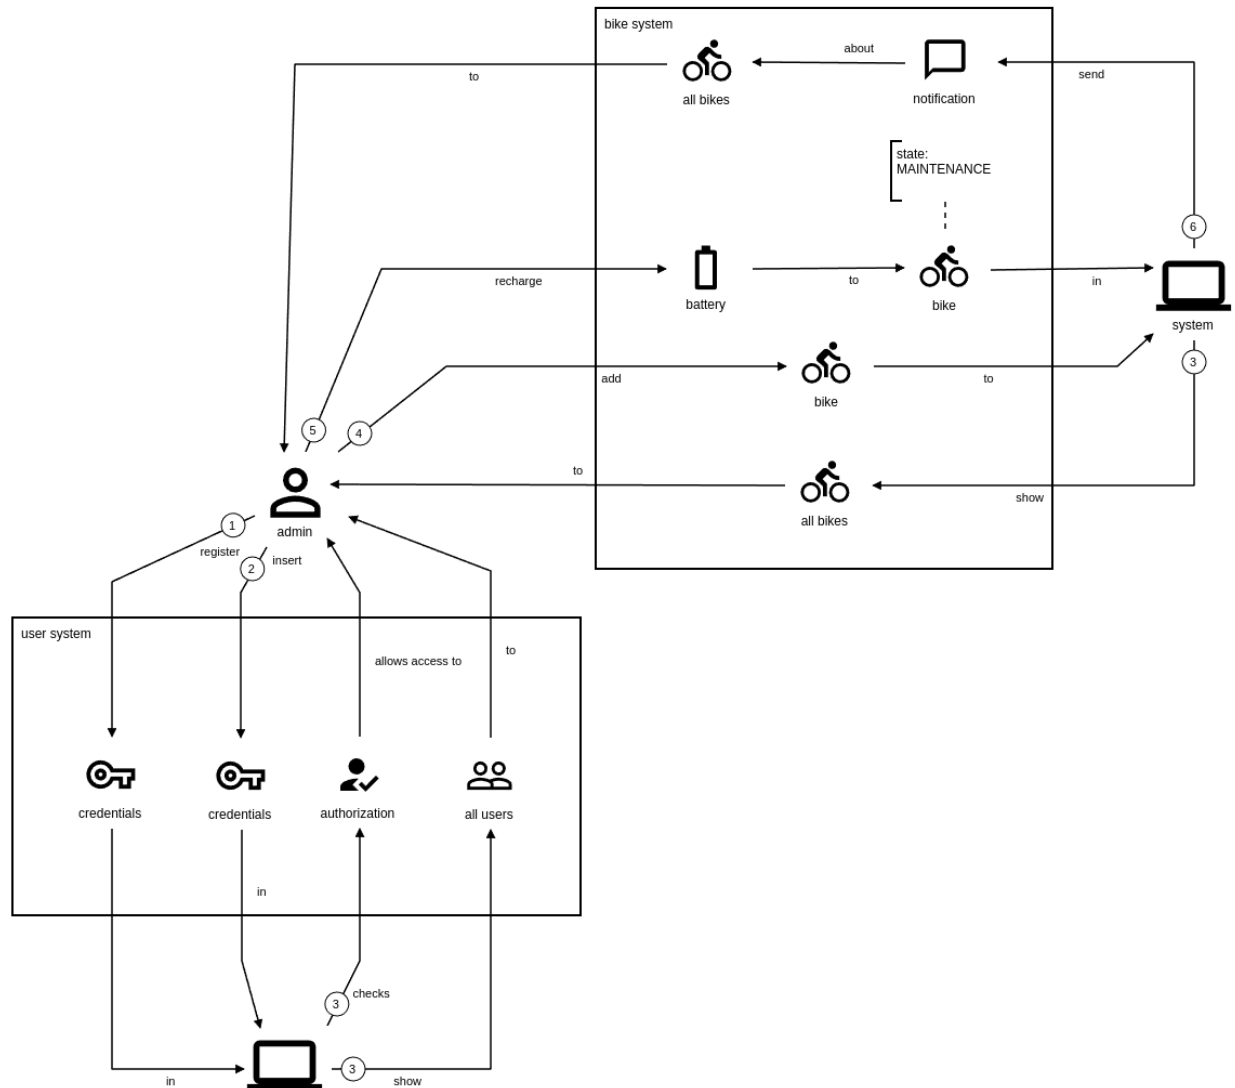 bike system
about
to
send
all bikes
notification
state:
MAINTENANCE
6
recharge
to
in
battery
bike
system
3
add
to
bike
5
4
to
show
all bikes
1
admin
register
insert
2
user system
to
allows access to
credentials
credentials
authorization
all users
in
checks
3
3
in
show